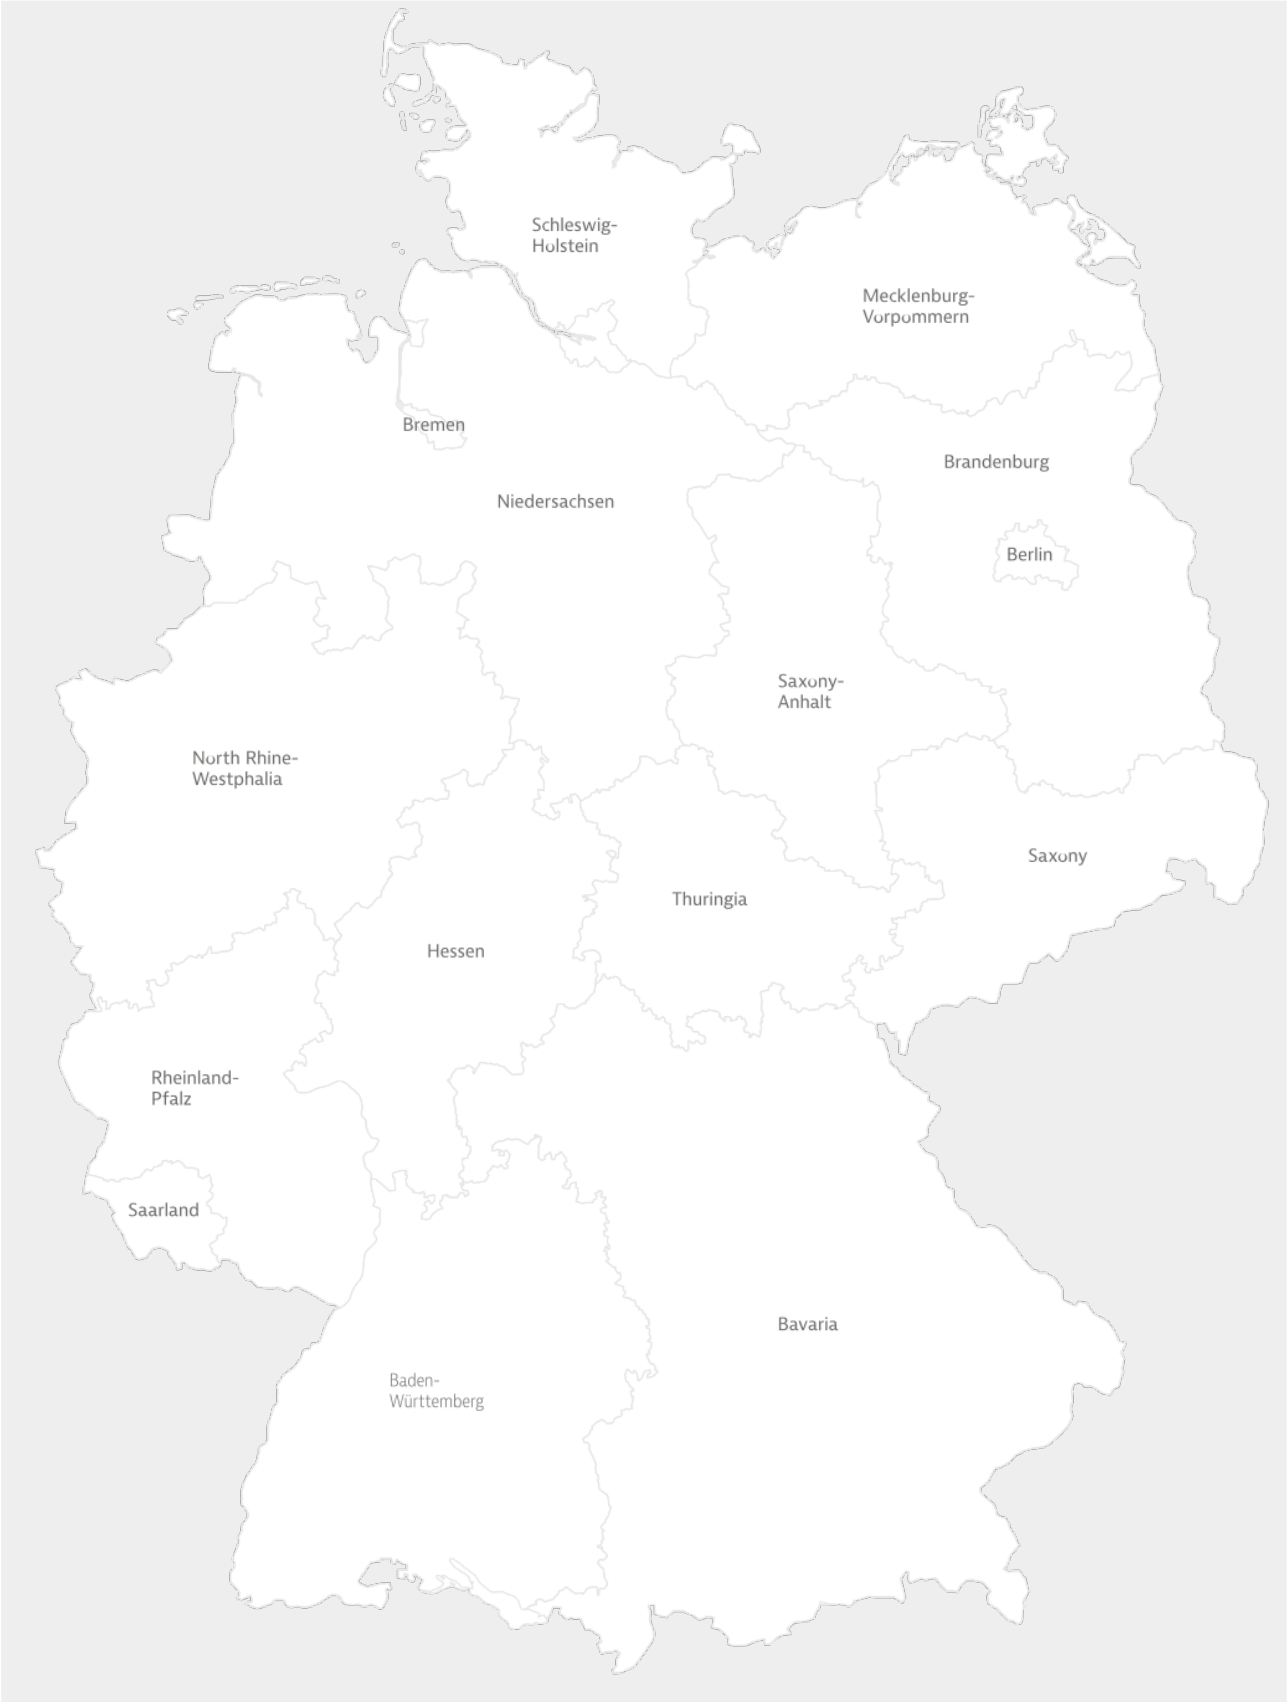 Schleswig-
Holstein
Mecklenburg-
Vorpommern
Bremen
Brandenburg
Niedersachsen
Berlin
Saxony-
Anhalt
North Rhine-
Westphalia
Saxony
Thuringia
Hessen
Rheinland-
Pfalz
Saarland
Bavaria
Baden-
Württemberg